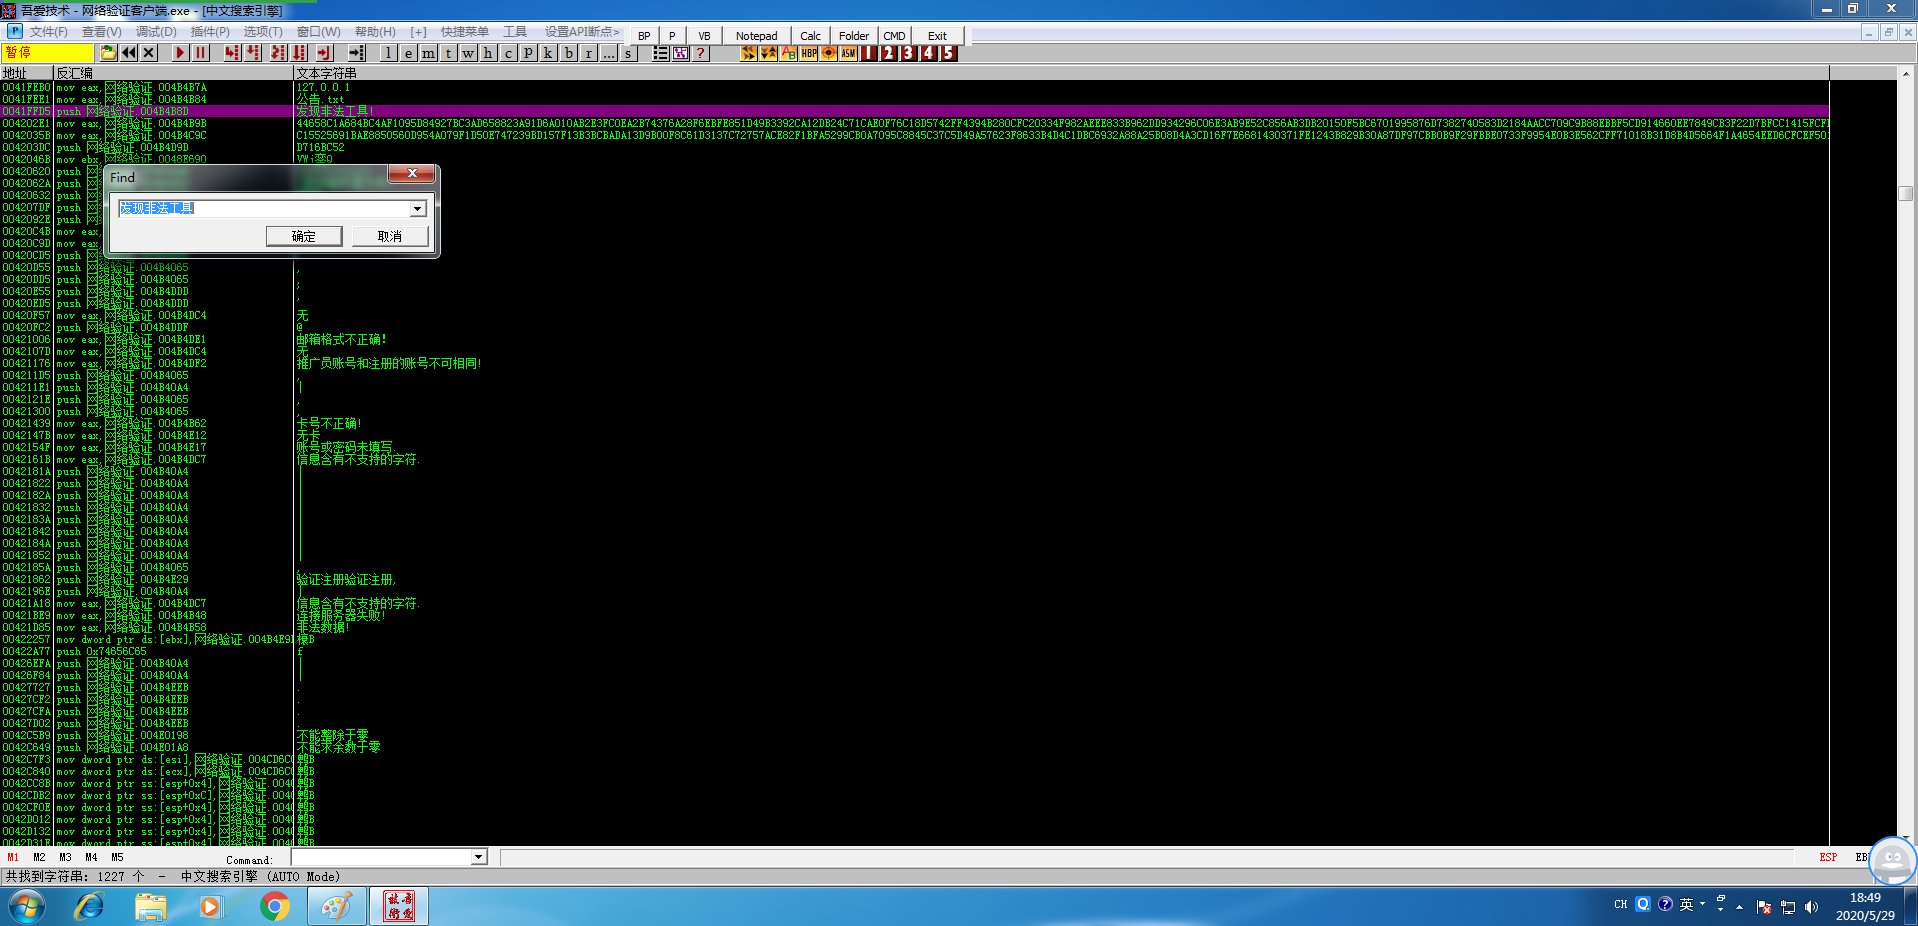 吾爱技术 - 网络验证客户端.exe - [中文搜索引擎]
文件(F) 查看(V) 调试(D) 插件(P) 选项(T) 窗口(W) 帮助(H) [+] 快捷菜单 工具 设置API断点>
BP P VB Notepad Calc Folder CMD Exit
暂停
l e m t w h c p k b r ... s
HBP ASM 1 2 3 4 5
地址 反汇编 文本字符串
0041FEB0 mov eax,网络验证.004B4B7A 127.0.0.1
0041FEE1 mov eax,网络验证.004B4B84 公告.txt
0041FFD5 push 网络验证.004B4B8D 发现非法工具!
004202E1 mov eax,网络验证.004B4B9B
0042035B mov eax,网络验证.004B4C9C
004203DC push 网络验证.004B4D9D D716BC52
0042046B mov ebx,网络验证.0048E690
00420620 push
0042062A push
00420632 push
004207DF push
0042092E push
00420C4B mov eax
00420C9D mov eax
00420CD5 push
Find
发现非法工具
确定 取消
00420D55 push 网络验证.004B4065 ,
00420DD5 push 网络验证.004B4065 ;
00420E55 push 网络验证.004B4DDD ,
00420ED5 push 网络验证.004B4DDD
00420F57 mov eax,网络验证.004B4DC4 无
00420FC2 push 网络验证.004B4DDF @
00421006 mov eax,网络验证.004B4DE1 邮箱格式不正确!
0042107D mov eax,网络验证.004B4DC4 无
00421176 mov eax,网络验证.004B4DF2 推广员账号和注册的账号不可相同!
004211D5 push 网络验证.004B4065 ,
004211E1 push 网络验证.004B40A4 |
0042121E push 网络验证.004B4065 ,
00421300 push 网络验证.004B4065 ,
00421439 mov eax,网络验证.004B4B62 卡号不正确!
0042147B mov eax,网络验证.004B4E12 无卡
0042154F mov eax,网络验证.004B4E17 账号或密码未填写.
0042161B mov eax,网络验证.004B4DC7 信息含有不支持的字符.
0042181A push 网络验证.004B40A4 |
00421822 push 网络验证.004B40A4 |
0042182A push 网络验证.004B40A4 |
00421832 push 网络验证.004B40A4 |
0042183A push 网络验证.004B40A4 |
00421842 push 网络验证.004B40A4 |
0042184A push 网络验证.004B40A4 |
00421852 push 网络验证.004B40A4 |
0042185A push 网络验证.004B4065 ,
00421862 push 网络验证.004B4E29 验证注册验证注册,
0042196E push 网络验证.004B40A4 |
00421A18 mov eax,网络验证.004B4DC7 信息含有不支持的字符.
00421BE9 mov eax,网络验证.004B4B48 连接服务器失败!
00421D85 mov eax,网络验证.004B4B58 非法数据!
00422257 mov dword ptr ds:[ebx],网络验证.004B4E9
00422A77 push 0x74656C65 f
00426EFA push 网络验证.004B40A4 |
00426F84 push 网络验证.004B40A4 |
00427727 push 网络验证.004B4EEB .
00427CF2 push 网络验证.004B4EEB .
00427CFA push 网络验证.004B4EEB .
00427D02 push 网络验证.004B4EEB .
0042C5B9 push 网络验证.004E0198 不能整除于零
0042C649 push 网络验证.004E01A8 不能求余数于零
0042C7F3 mov dword ptr ds:[esi],网络验证.004CD6C
0042C840 mov dword ptr ds:[ecx],网络验证.004CD6C
0042CC8B mov dword ptr ss:[esp+0x4],网络验证.004
0042CDB2 mov dword ptr ss:[esp+0xC],网络验证.004
0042CF0E mov dword ptr ss:[esp+0x4],网络验证.004
0042D012 mov dword ptr ss:[esp+0x4],网络验证.004
0042D132 mov dword ptr ss:[esp+0x4],网络验证.004
0042D31E mov dword ptr ss:[esp+0x4],网络验证.004
M1 M2 M3 M4 M5 Command: ESP
共找到字符串: 1227 个 - 中文搜索引擎 (AUTO Mode)
CH 英 18:49
2020/5/29